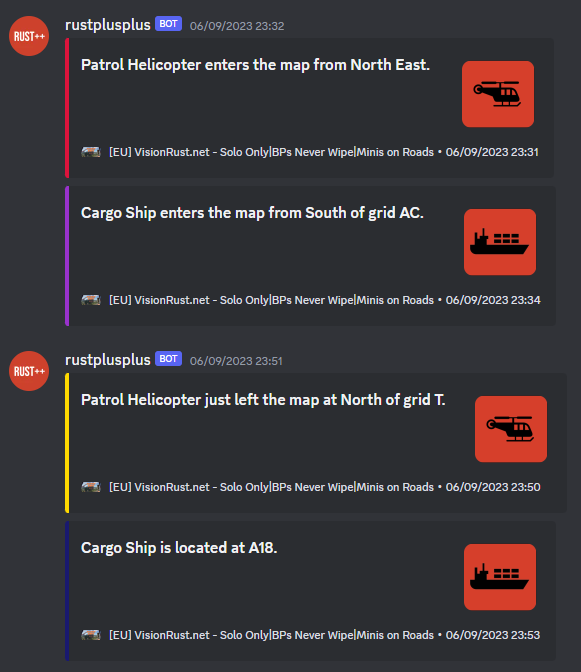 RUST++
rustplusplus BOT 06/09/2023 23:32
Patrol Helicopter enters the map from North East.
[EU] VisionRust.net - Solo Only|BPs Never Wipe|Minis on Roads • 06/09/2023 23:31
Cargo Ship enters the map from South of grid AC.
[EU] VisionRust.net - Solo Only|BPs Never Wipe|Minis on Roads • 06/09/2023 23:34
RUST++
rustplusplus BOT 06/09/2023 23:51
Patrol Helicopter just left the map at North of grid T.
[EU] VisionRust.net - Solo Only|BPs Never Wipe|Minis on Roads • 06/09/2023 23:50
Cargo Ship is located at A18.
[EU] VisionRust.net - Solo Only|BPs Never Wipe|Minis on Roads • 06/09/2023 23:53